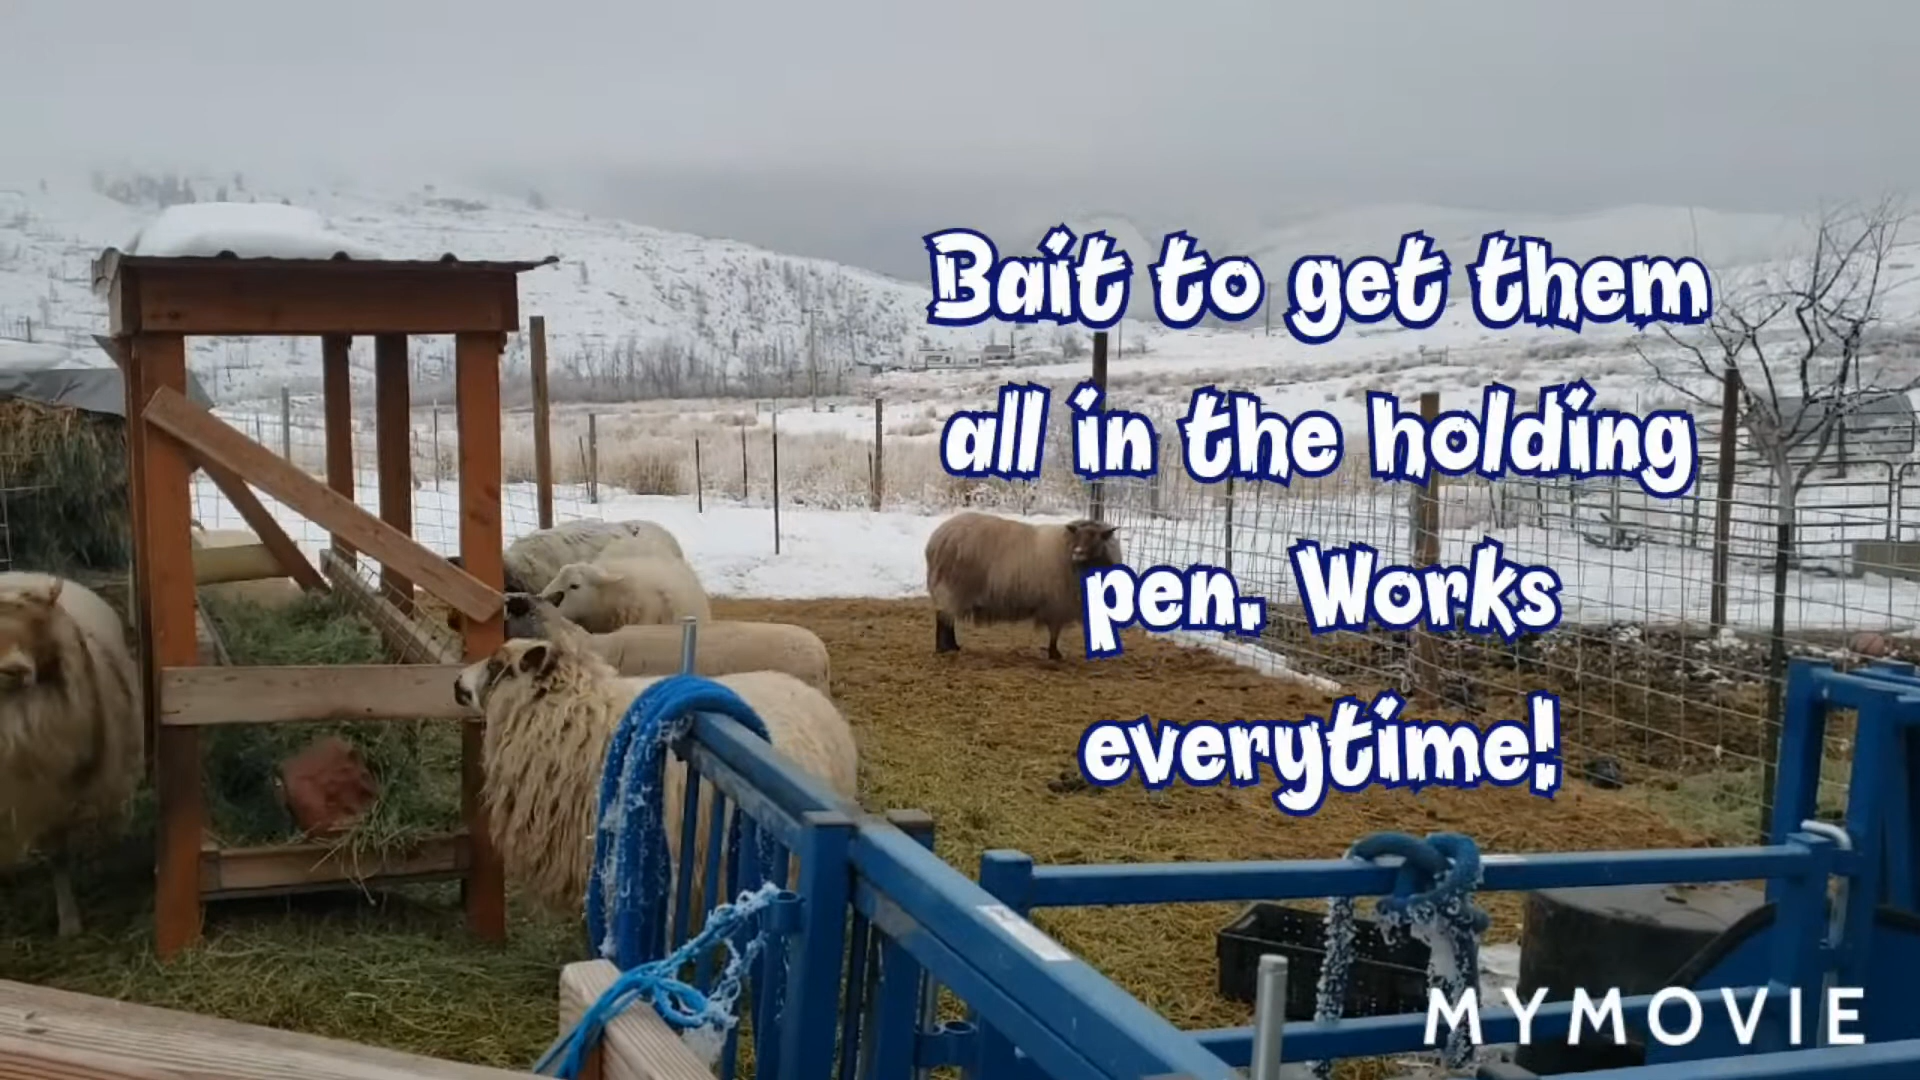 Bait to get them
all in the holding
pen. Works
everytime!
MYMOVIE